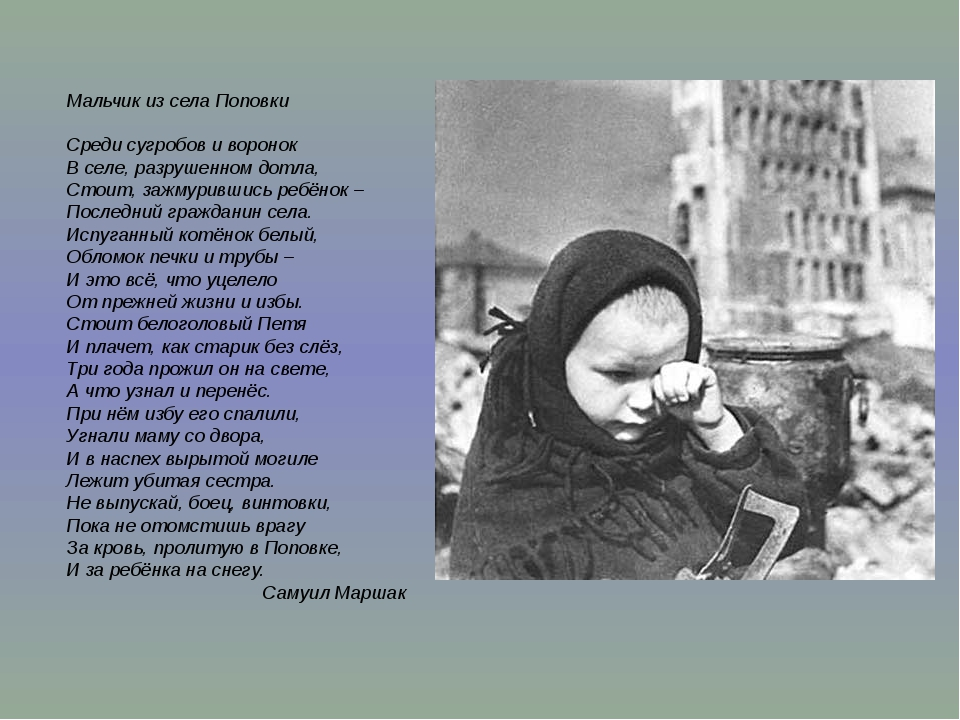 Мальчик из села Поповки
Среди сугробов и воронок
В селе, разрушенном дотла,
Стоит, зажмурившись ребёнок –
Последний гражданин села.
Испуганный котёнок белый,
Обломок печки и трубы –
И это всё, что уцелело
От прежней жизни и избы.
Стоит белоголовый Петя
И плачет, как старик без слёз,
Три года прожил он на свете,
А что узнал и перенёс.
При нём избу его спалили,
Угнали маму со двора,
И в наспех вырытой могиле
Лежит убитая сестра.
Не выпускай, боец, винтовки,
Пока не отомстишь врагу
За кровь, пролитую в Поповке,
И за ребёнка на снегу.
Самуил Маршак